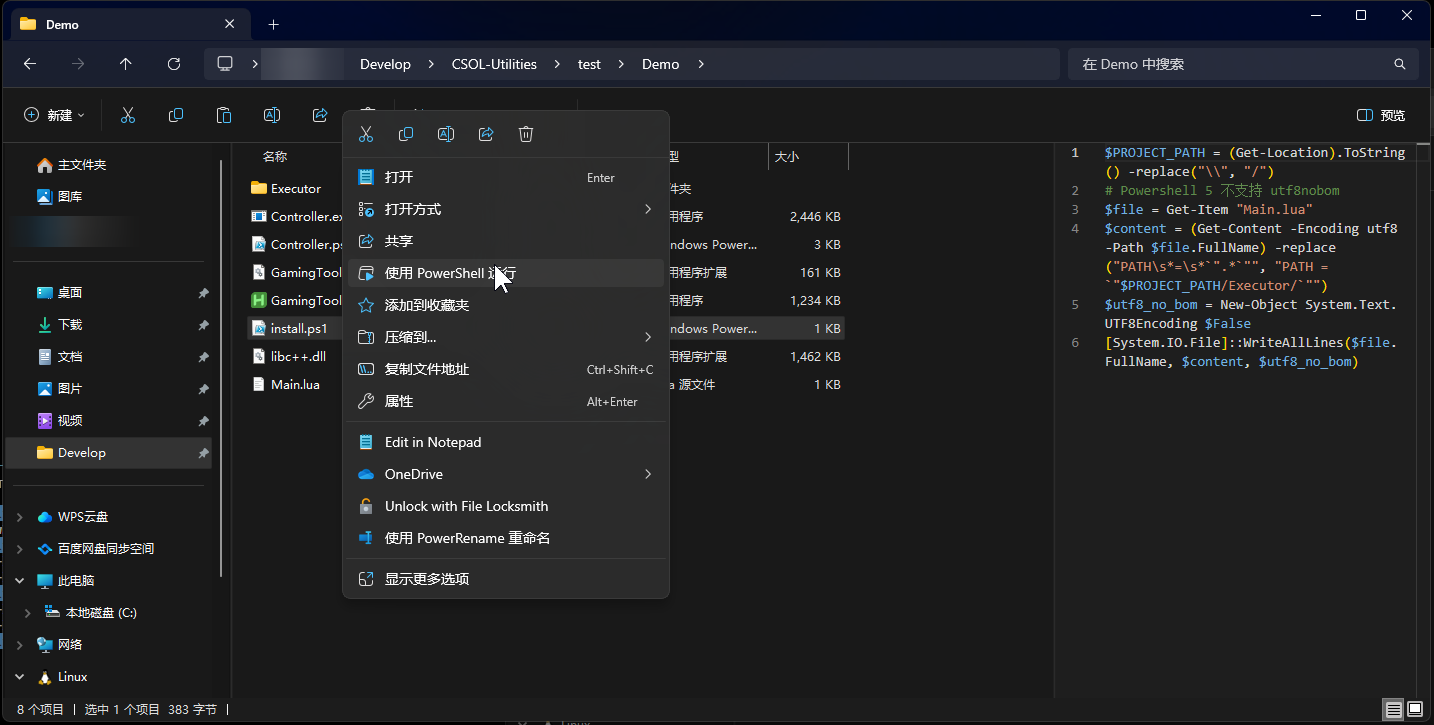 Demo
Develop
CSOL-Utilities
test
Demo
在 Demo 中搜索
新建
预览
主文件夹
图库
桌面
下载
文档
图片
视频
Develop
WPS云盘
百度网盘同步空间
此电脑
本地磁盘 (C:)
网络
Linux
名称
型
大小
Executor
件夹
Controller.ex
用程序
2,446 KB
Controller.ps
ndows Power...
3 KB
GamingTool
用程序扩展
161 KB
GamingTool
用程序
1,234 KB
install.ps1
ndows Power...
1 KB
libc++.dll
用程序扩展
1,462 KB
Main.lua
a 源文件
1 KB
打开
Enter
打开方式
共享
使用 PowerShell 运行
添加到收藏夹
压缩到...
复制文件地址
Ctrl+Shift+C
属性
Alt+Enter
Edit in Notepad
OneDrive
Unlock with File Locksmith
使用 PowerRename 重命名
显示更多选项
1 $PROJECT_PATH = (Get-Location).ToString
() -replace("\\", "/")
2 # Powershell 5 不支持 utf8nobom
3 $file = Get-Item "Main.lua"
4 $content = (Get-Content -Encoding utf8
-Path $file.FullName) -replace
("PATH\s*=\s*`".*`"", "PATH =
`"$PROJECT_PATH/Executor/`"")
5 $utf8_no_bom = New-Object System.Text.
UTF8Encoding $False
6 [System.IO.File]::WriteAllLines($file.
FullName, $content, $utf8_no_bom)
8 个项目
选中 1 个项目 383 字节